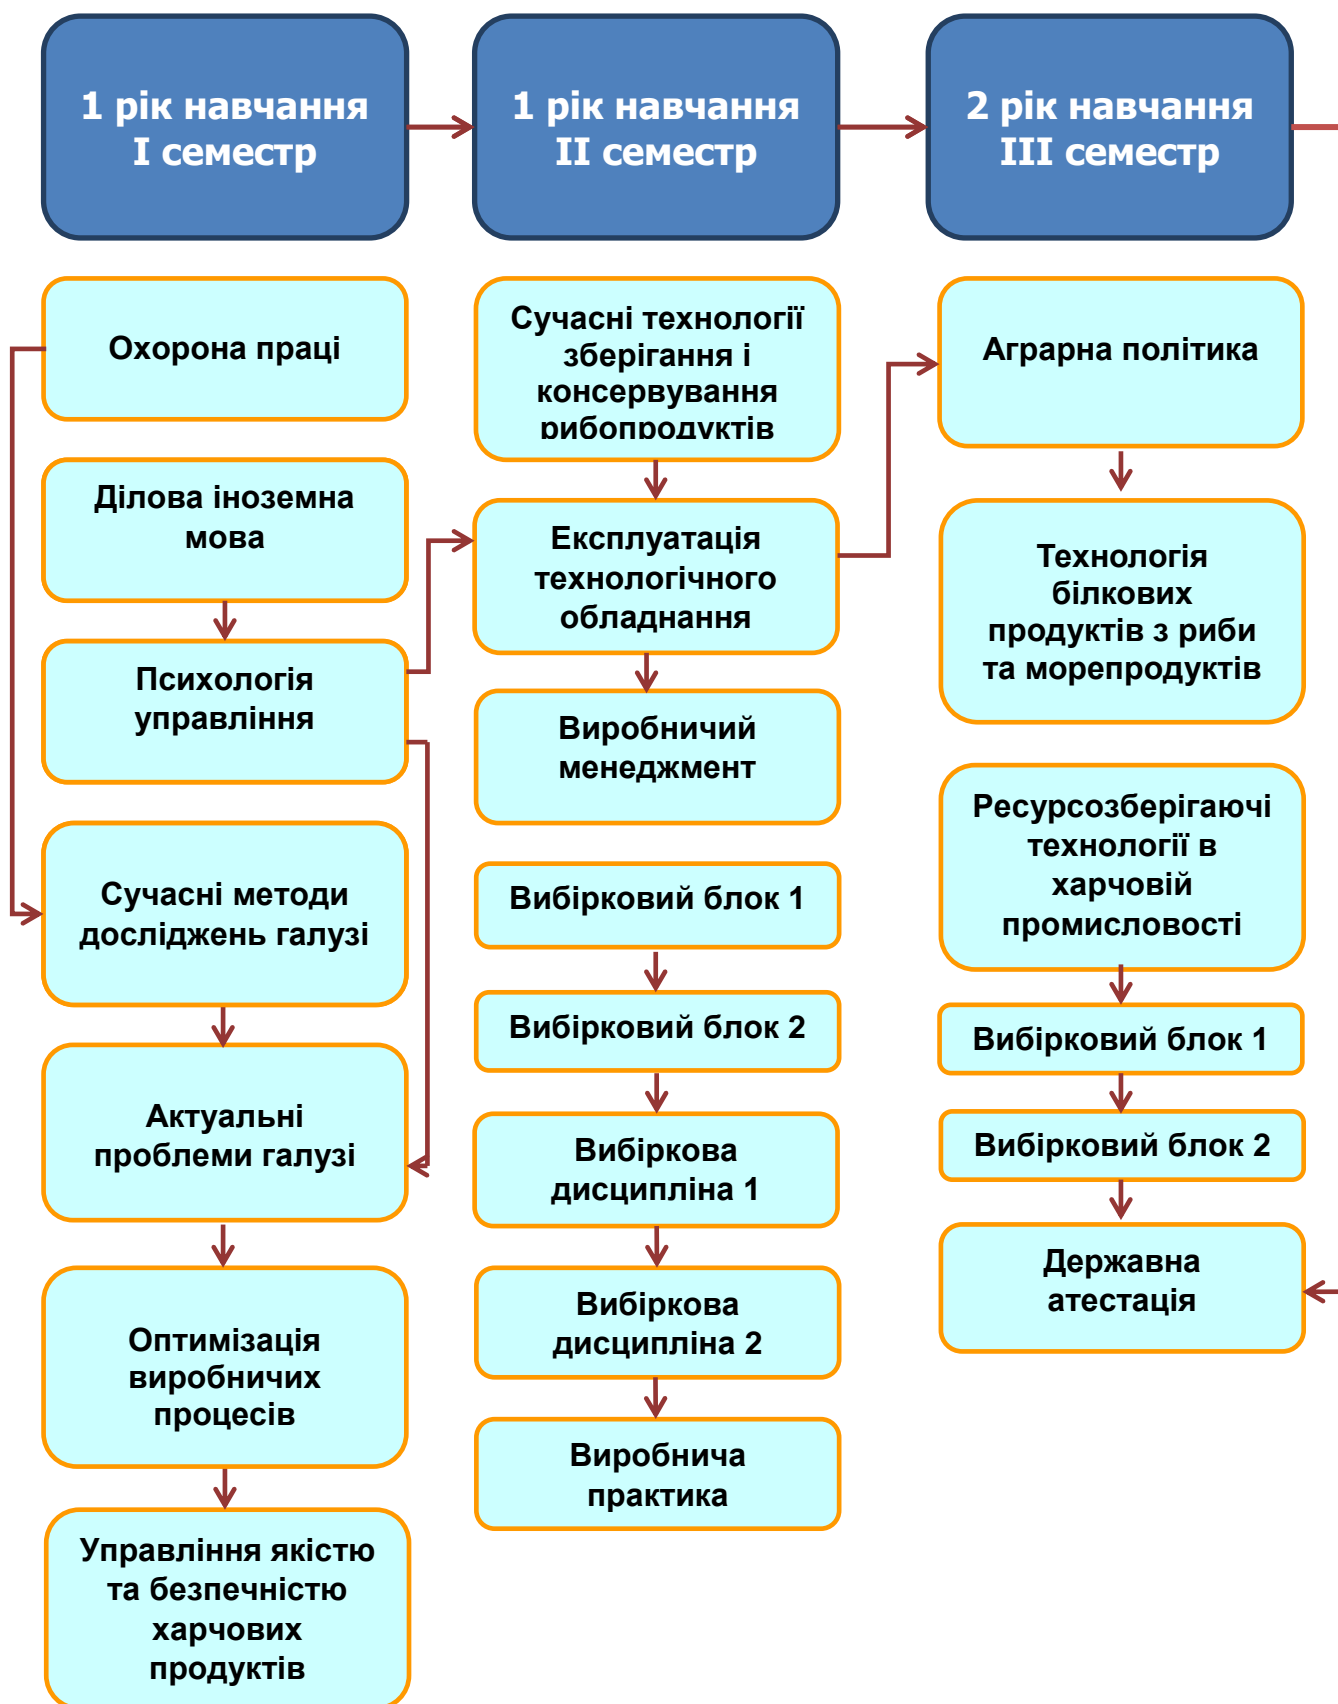 1 рік навчання
І семестр
1 рік навчання
ІІ семестр
2 рік навчання
ІІІ семестр
Охорона праці
Ділова іноземна
мова
Психологія
управління
Сучасні методи
досліджень галузі
Актуальні
проблеми галузі
Оптимізація
виробничих
процесів
Управління якістю
та безпечністю
харчових
продуктів
Сучасні технології
зберігання і
консервування
рибопродуктів
Експлуатація
технологічного
обладнання
Виробничий
менеджмент
Вибірковий блок 1
Вибірковий блок 2
Вибіркова
дисципліна 1
Вибіркова
дисципліна 2
Виробнича
практика
Аграрна політика
Технологія
білкових
продуктів з риби
та морепродуктів
Ресурсозберігаючі
технології в
харчовій
промисловості
Вибірковий блок 1
Вибірковий блок 2
Державна
атестація